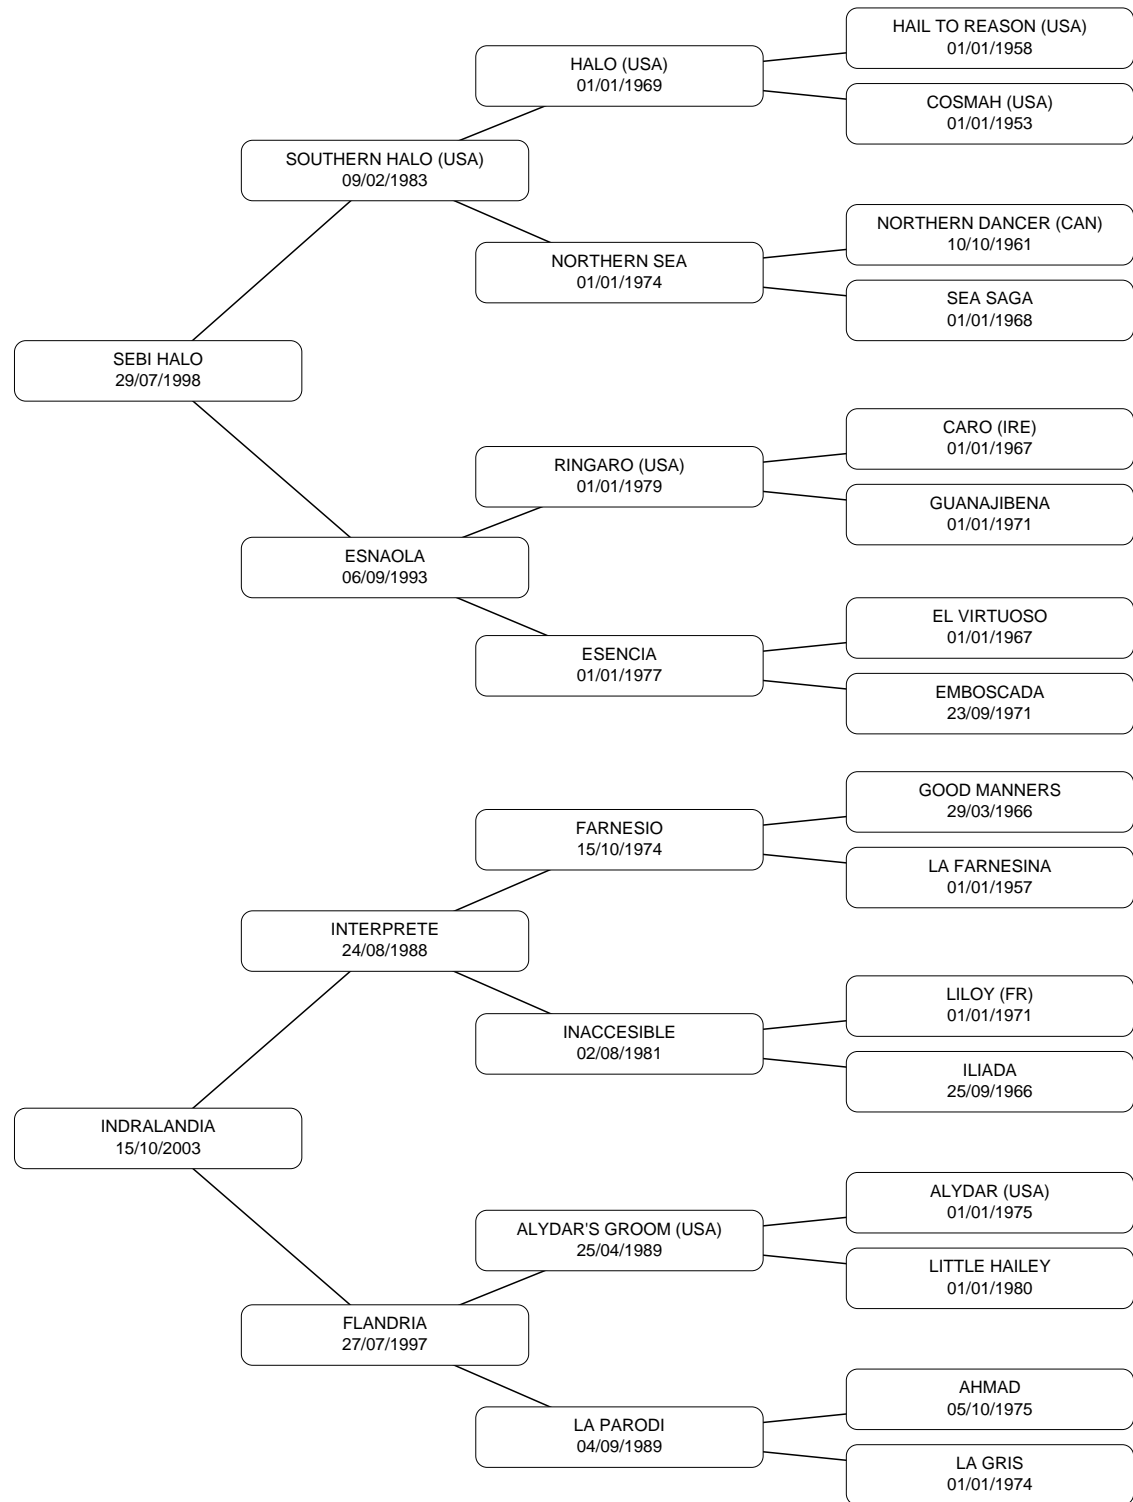 HAIL TO REASON (USA)
01/01/1958
HALO (USA)
01/01/1969
COSMAH (USA)
01/01/1953
SOUTHERN HALO (USA)
09/02/1983
NORTHERN DANCER (CAN)
10/10/1961
NORTHERN SEA
01/01/1974
SEA SAGA
01/01/1968
SEBI HALO
29/07/1998
CARO (IRE)
01/01/1967
RINGARO (USA)
01/01/1979
GUANAJIBENA
01/01/1971
ESNAOLA
06/09/1993
EL VIRTUOSO
01/01/1967
ESENCIA
01/01/1977
EMBOSCADA
23/09/1971
GOOD MANNERS
29/03/1966
FARNESIO
15/10/1974
LA FARNESINA
01/01/1957
INTERPRETE
24/08/1988
LILOY (FR)
01/01/1971
INACCESIBLE
02/08/1981
ILIADA
25/09/1966
INDRALANDIA
15/10/2003
ALYDAR (USA)
01/01/1975
ALYDAR'S GROOM (USA)
25/04/1989
LITTLE HAILEY
01/01/1980
FLANDRIA
27/07/1997
AHMAD
05/10/1975
LA PARODI
04/09/1989
LA GRIS
01/01/1974